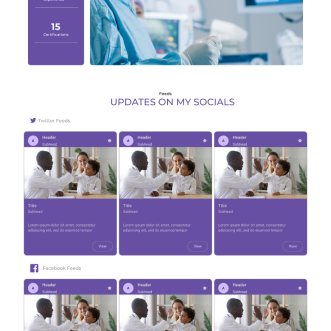 15
Certifications
Feeds
UPDATES ON MY SOCIALS
Twitter Feeds
Header
Subhead
Header
Subhead
Header
Subhead
Title
Subhead
Title
Subhead
Title
Subhead
Lorem ipsum dolor sit amet, consectetur
adipiscing elit, sed do eiusmod tempor
Lorem ipsum dolor sit amet, consectetur
adipiscing elit, sed do eiusmod tempor
Lorem ipsum dolor sit amet, consectetur
adipiscing elit, sed do eiusmod tempor
View
View
View
Facebook Feeds
Header
Subhead
Header
Subhead
Header
Subhead